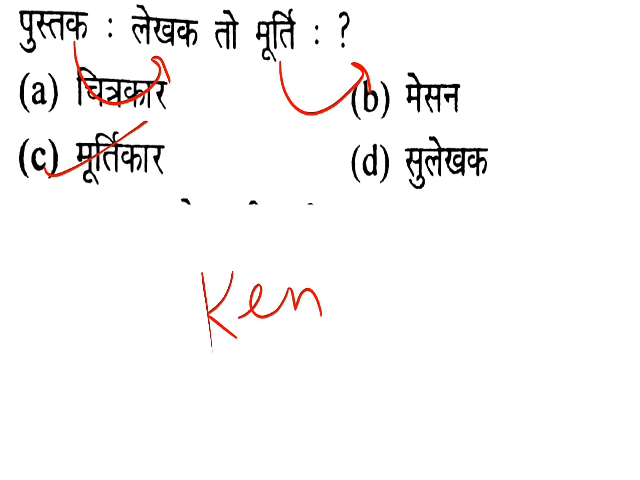 पुस्तक : लेखक तो मूर्ति : ?
(a) चित्रकार (b) मेसन
(c) मूर्तिकार (d) सुलेखक
Ken